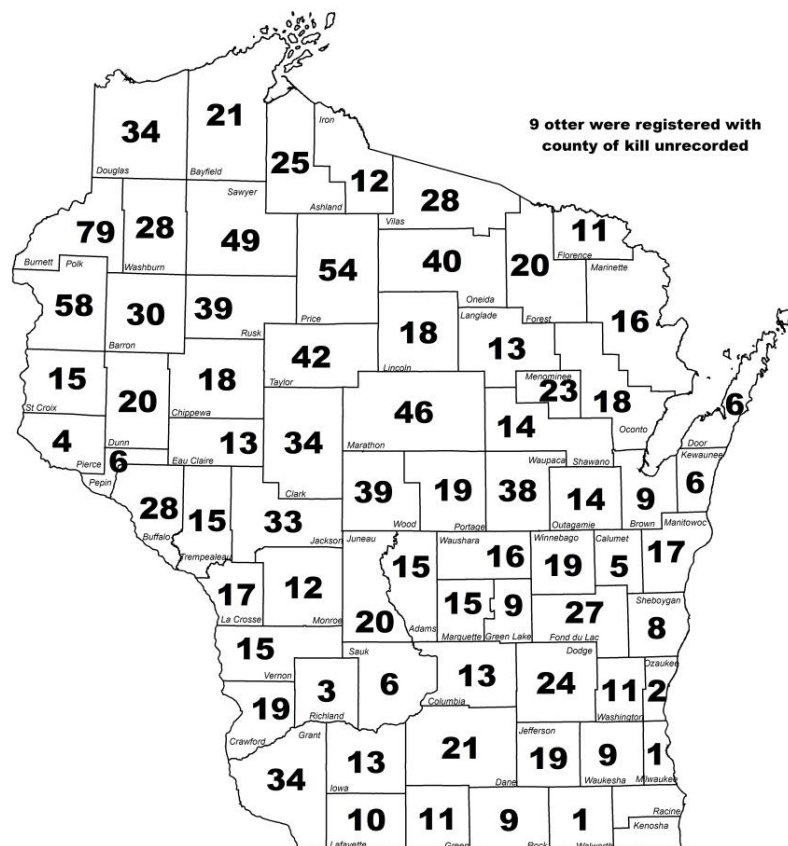 9 otter were registered with
county of kill unrecorded
34
Douglas
21
Bayfield
25
Ashland
Iron
12
28
Vilas
79
Burnett
28
Washburn
Sawyer
49
54
Price
40
Oneida
20
Forest
11
Florence
Marinette
16
Polk
58
30
Barron
39
Rusk
42
Taylor
18
Lincoln
Langlade
13
Menominee
23
18
Oconto
15
St Croix
20
Dunn
18
Chippewa
34
Clark
46
Marathon
14
Shawano
6
Door
4
Pierce
6
Pepin
13
Eau Claire
39
Wood
19
Portage
Waupaca
38
14
Outagamie
9
Brown
Kewaunee
6
28
Buffalo
15
Trempealeau
33
Jackson
Juneau
20
15
Adams
Waushara
16
Winnebago
19
Calumet
5
Manitowoc
17
17
La Crosse
12
Monroe
15
Marquette
9
Green Lake
27
Fond du Lac
Sheboygan
8
15
Vernon
3
Richland
Sauk
6
13
Columbia
Dodge
24
11
Washington
Ozaukee
2
19
Crawford
Grant
34
13
Iowa
21
Dane
Jefferson
19
9
Waukesha
1
Milwaukee
10
Lafayette
11
Green
9
Rock
1
Walworth
Racine
Kenosha